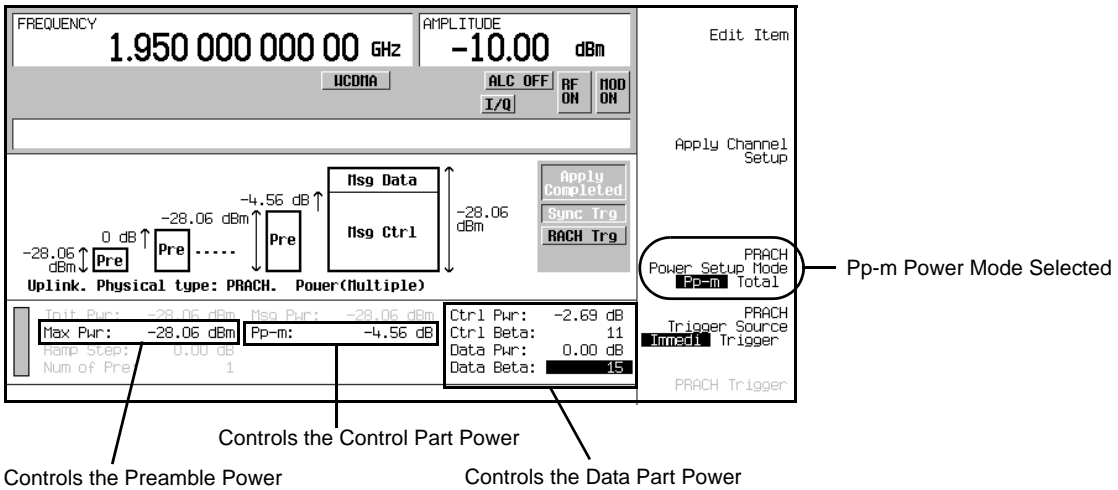 FREQUENCY
1.950 000 000 00 GHz
AMPLITUDE
-10.00 dBm
WCDMA
ALC OFF
I/Q
RF ON
MOD ON
Edit Item
Apply Channel
Setup
Msg Data
Msg Ctrl
-4.56 dB
-28.06 dBm
0 dB
-28.06
dBm
Pre
Pre
Pre
-28.06
dBm
Apply
Completed
Sync Trg
RACH Trg
Uplink. Physical type: PRACH. Power(Multiple)
PRACH
Power Setup Mode
Pp-m Total
Pp-m Power Mode Selected
Init Pwr: -28.06 dBm Msg Pwr: -28.06 dBm
Max Pwr: -28.06 dBm Pp-m: -4.56 dB
Ramp Step: 0.00 dB
Num of Pre 1
Ctrl Pwr: -2.69 dB
Ctrl Beta: 11
Data Pwr: 0.00 dB
Data Beta: 15
PRACH
Trigger Source
Immedi Trigger
PRACH Trigger
Controls the Control Part Power
Controls the Preamble Power
Controls the Data Part Power